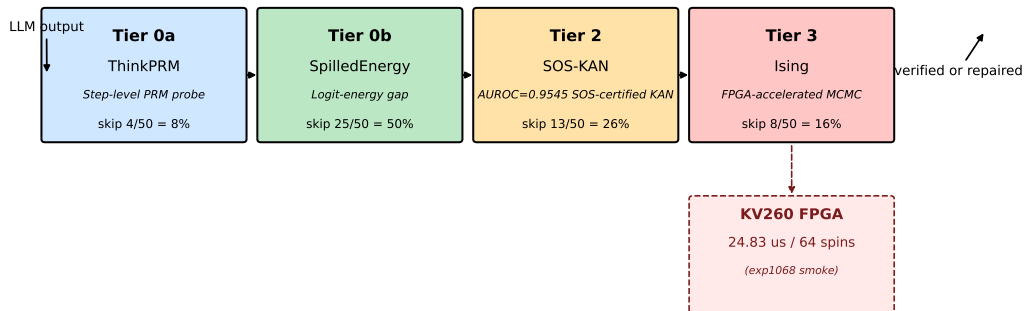 LLM output
Tier 0a
ThinkPRM
Step-level PRM probe
skip 4/50 = 8%
Tier 0b
SpilledEnergy
Logit-energy gap
skip 25/50 = 50%
Tier 2
SOS-KAN
AUROC=0.9545 SOS-certified KAN
skip 13/50 = 26%
Tier 3
Ising
FPGA-accelerated MCMC
skip 8/50 = 16%
verified or repaired
KV260 FPGA
24.83 us / 64 spins
(exp1068 smoke)